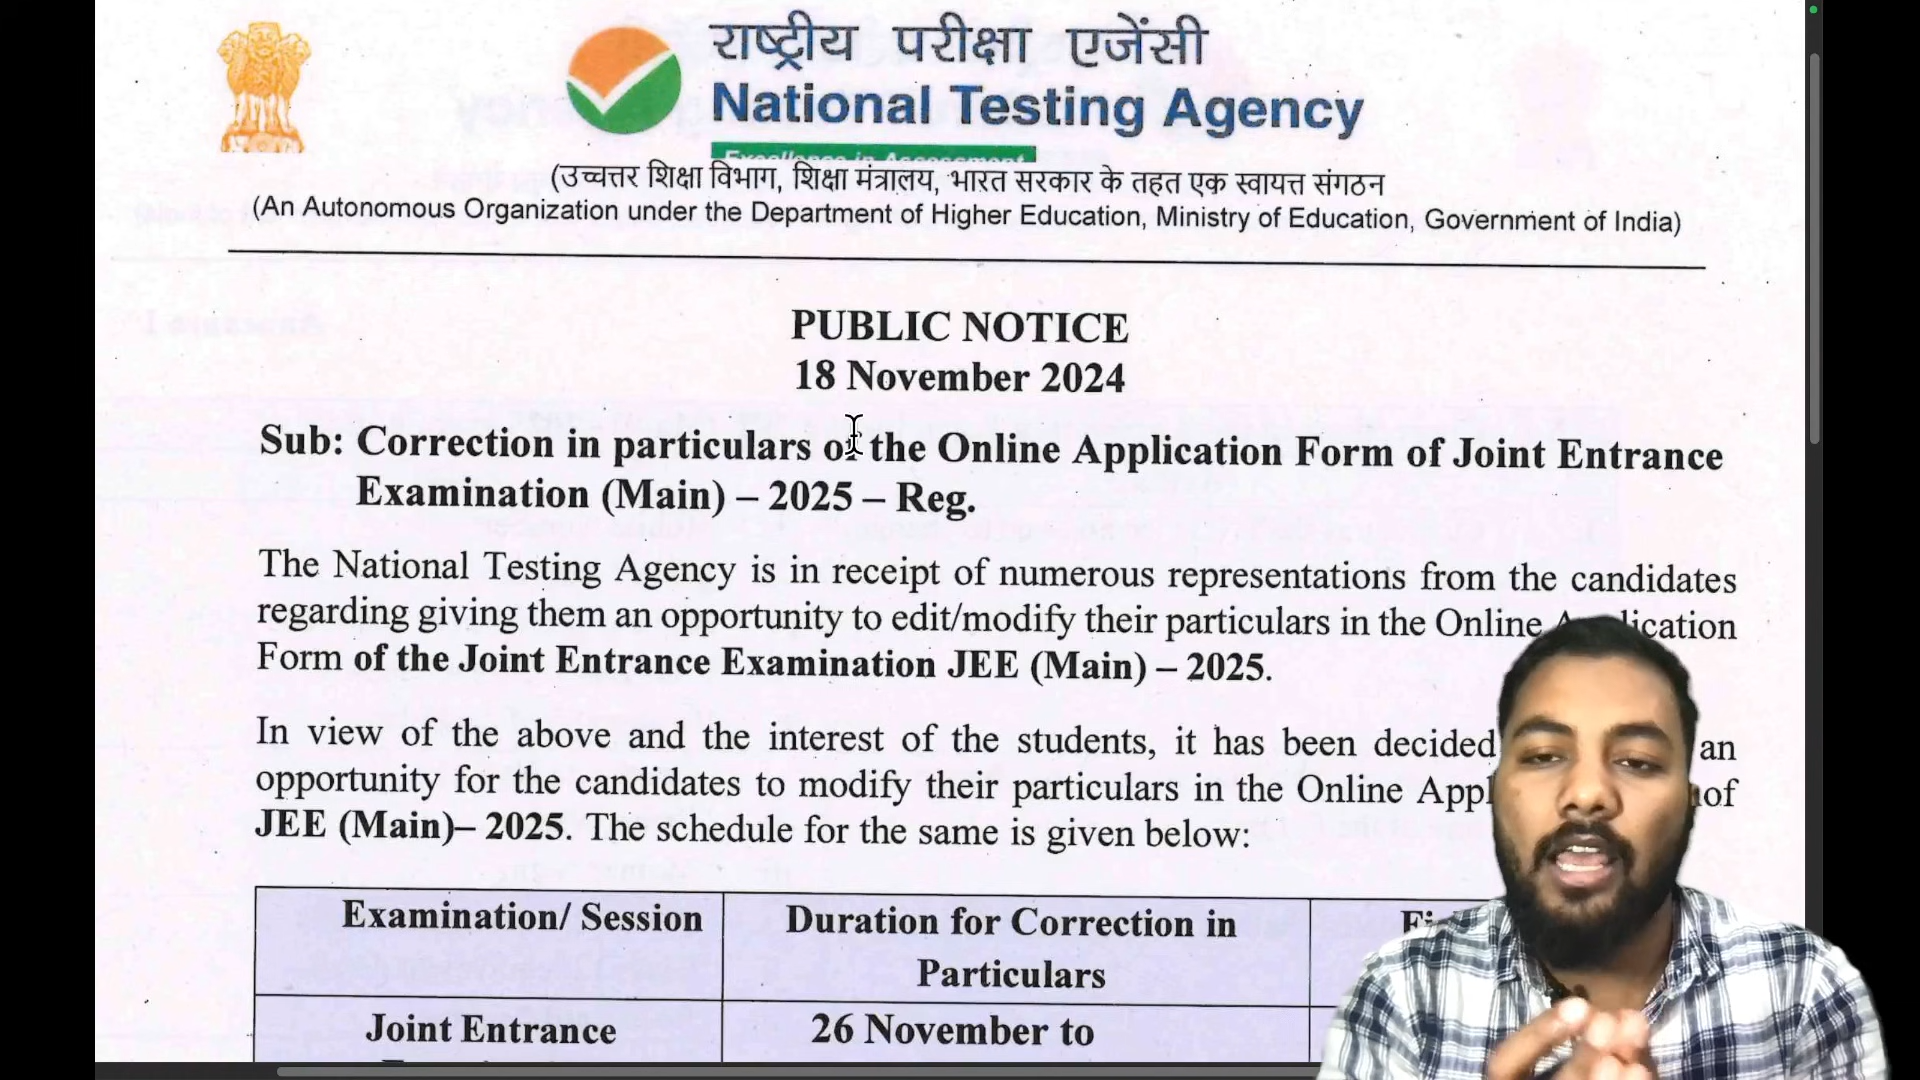 राष्ट्रीय परीक्षा एजेंसी
National Testing Agency
Excellence in Assessment
(उच्चत्तर शिक्षा विभाग, शिक्षा मंत्रालय, भारत सरकार के तहत एक स्वायत्त संगठन
(An Autonomous Organization under the Department of Higher Education, Ministry of Education, Government of India)
PUBLIC NOTICE
18 November 2024
Sub: Correction in particulars of the Online Application Form of Joint Entrance
Examination (Main) – 2025 – Reg.
The National Testing Agency is in receipt of numerous representations from the candidates
regarding giving them an opportunity to edit/modify their particulars in the Online
Form of the Joint Entrance Examination JEE (Main) – 2025.
In view of the above and the interest of the students, it has been decided an
opportunity for the candidates to modify their particulars in the Online of
JEE (Main)– 2025. The schedule for the same is given below:
Examination/ Session
Duration for Correction in
Particulars
Joint Entrance
26 November to